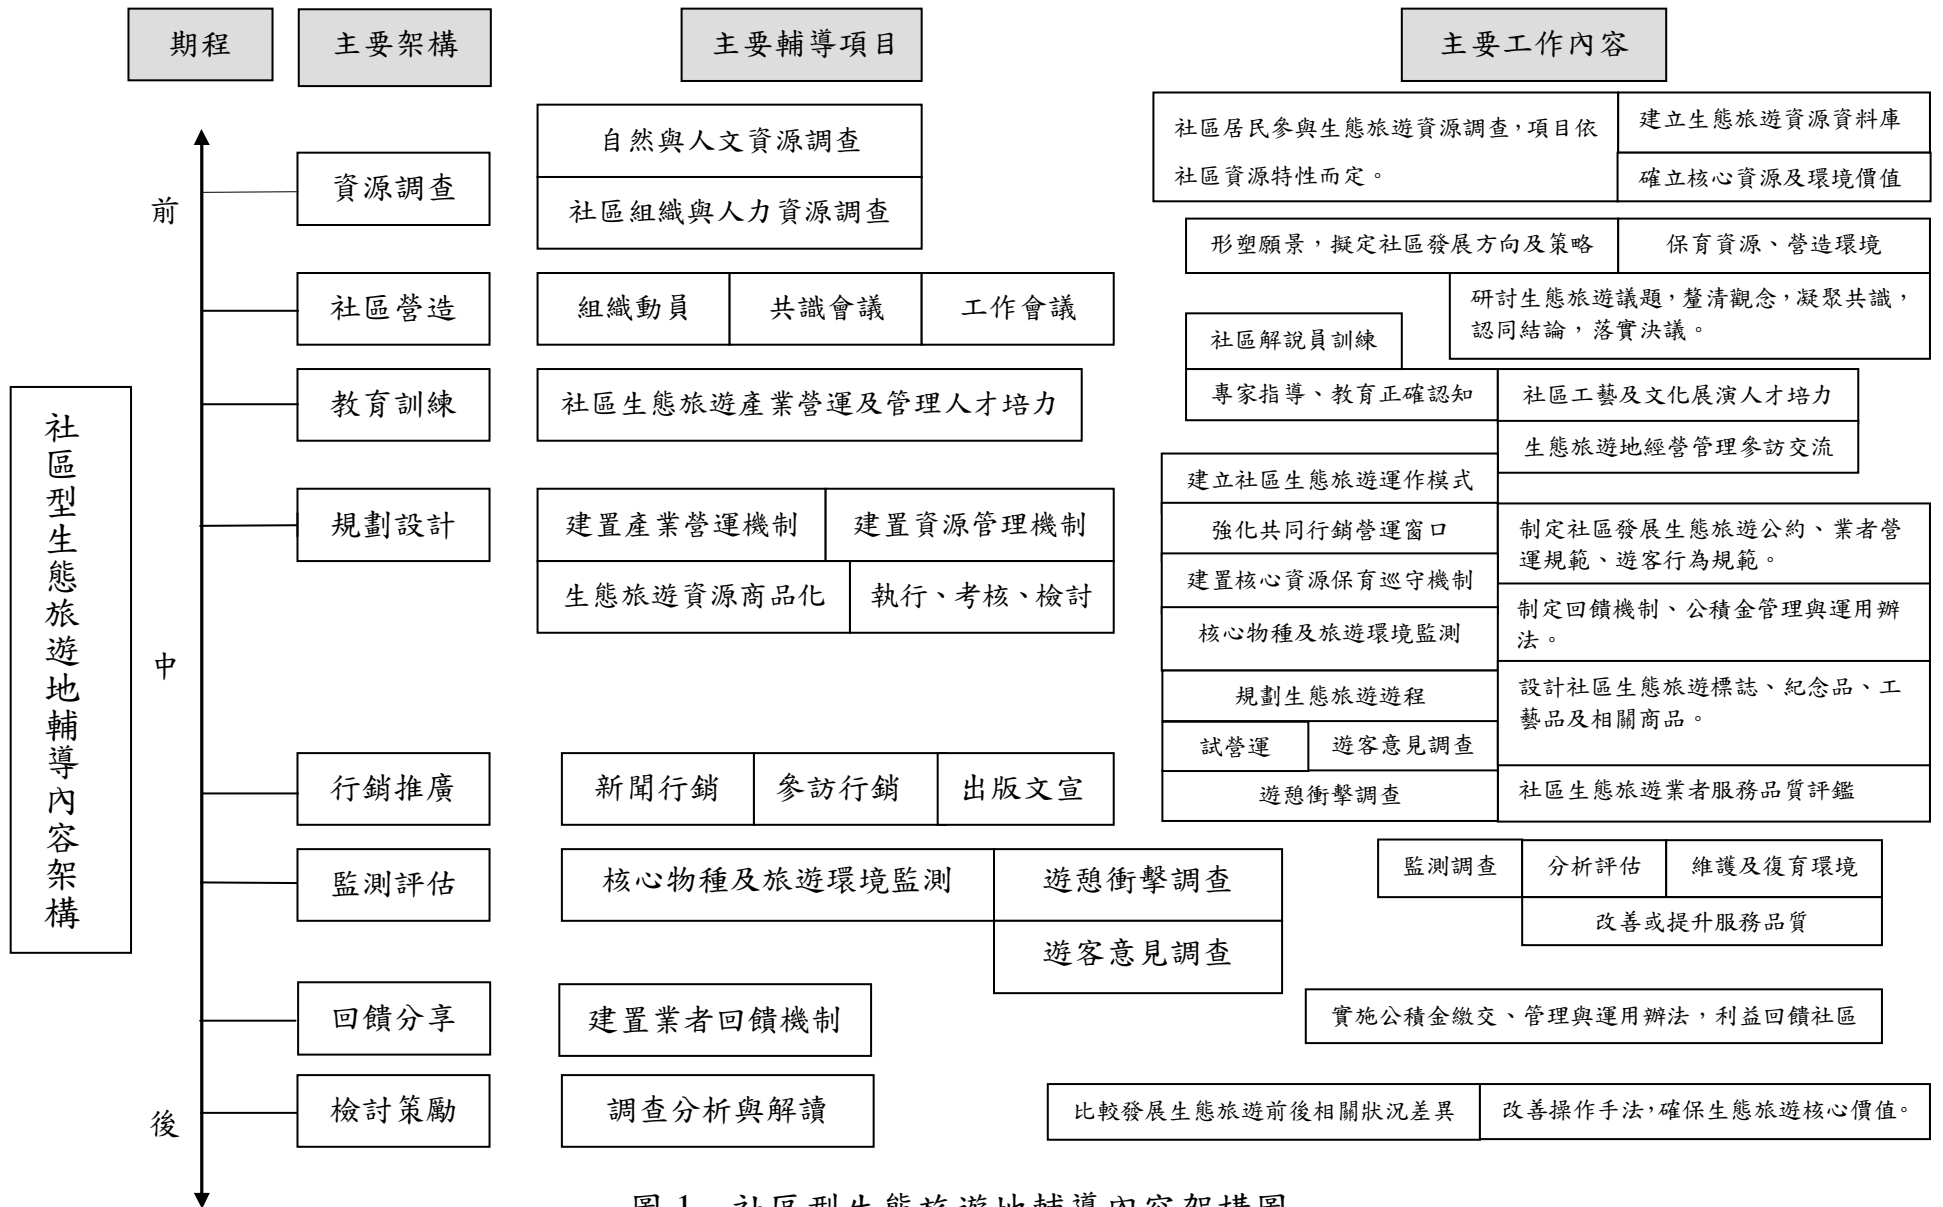 期程
主要架構
主要輔導項目
主要工作內容
社區型生態旅遊地輔導內容架構
前
中
後
資源調查
自然與人文資源調查
社區組織與人力資源調查
社區居民參與生態旅遊資源調查，項目依
社區資源特性而定。
建立生態旅遊資源資料庫
確立核心資源及環境價值
社區營造
組織動員
共識會議
工作會議
形塑願景，擬定社區發展方向及策略
保育資源、營造環境
研討生態旅遊議題，釐清觀念，凝聚共識，
認同結論，落實決議。
教育訓練
社區生態旅遊產業營運及管理人才培力
社區解說員訓練
專家指導、教育正確認知
社區工藝及文化展演人才培力
生態旅遊地經營管理參訪交流
規劃設計
建置產業營運機制
建置資源管理機制
生態旅遊資源商品化
執行、考核、檢討
建立社區生態旅遊運作模式
強化共同行銷營運窗口
建置核心資源保育巡守機制
核心物種及旅遊環境監測
規劃生態旅遊遊程
試營運
遊客意見調查
遊憩衝擊調查
制定社區發展生態旅遊公約、業者營
運規範、遊客行為規範。
制定回饋機制、公積金管理與運用辦
法。
設計社區生態旅遊標誌、紀念品、工
藝品及相關商品。
社區生態旅遊業者服務品質評鑑
行銷推廣
新聞行銷
參訪行銷
出版文宣
監測評估
核心物種及旅遊環境監測
遊憩衝擊調查
遊客意見調查
監測調查
分析評估
維護及復育環境
改善或提升服務品質
回饋分享
建置業者回饋機制
實施公積金繳交、管理與運用辦法，利益回饋社區
檢討策勵
調查分析與解讀
比較發展生態旅遊前後相關狀況差異
改善操作手法，確保生態旅遊核心價值。
圖 1　社區型生態旅遊地輔導內容架構圖